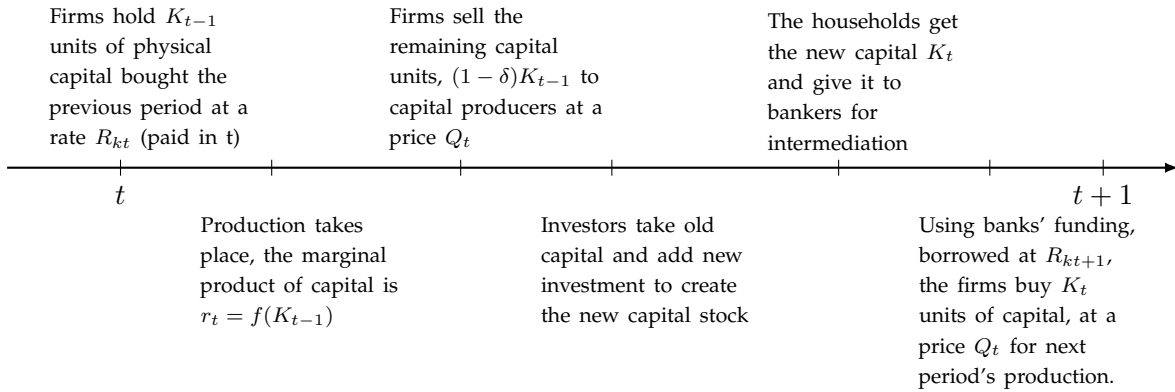 Firms hold K_{t−1}
units of physical
capital bought the
previous period at a
rate R_{kt} (paid in t)
Firms sell the
remaining capital
units, (1 − δ)K_{t−1} to
capital producers at a
price Q_t
The households get
the new capital K_t
and give it to
bankers for
intermediation
t
t + 1
Production takes
place, the marginal
product of capital is
r_t = f(K_{t−1})
Investors take old
capital and add new
investment to create
the new capital stock
Using banks' funding,
borrowed at R_{kt+1},
the firms buy K_t
units of capital, at a
price Q_t for next
period's production.